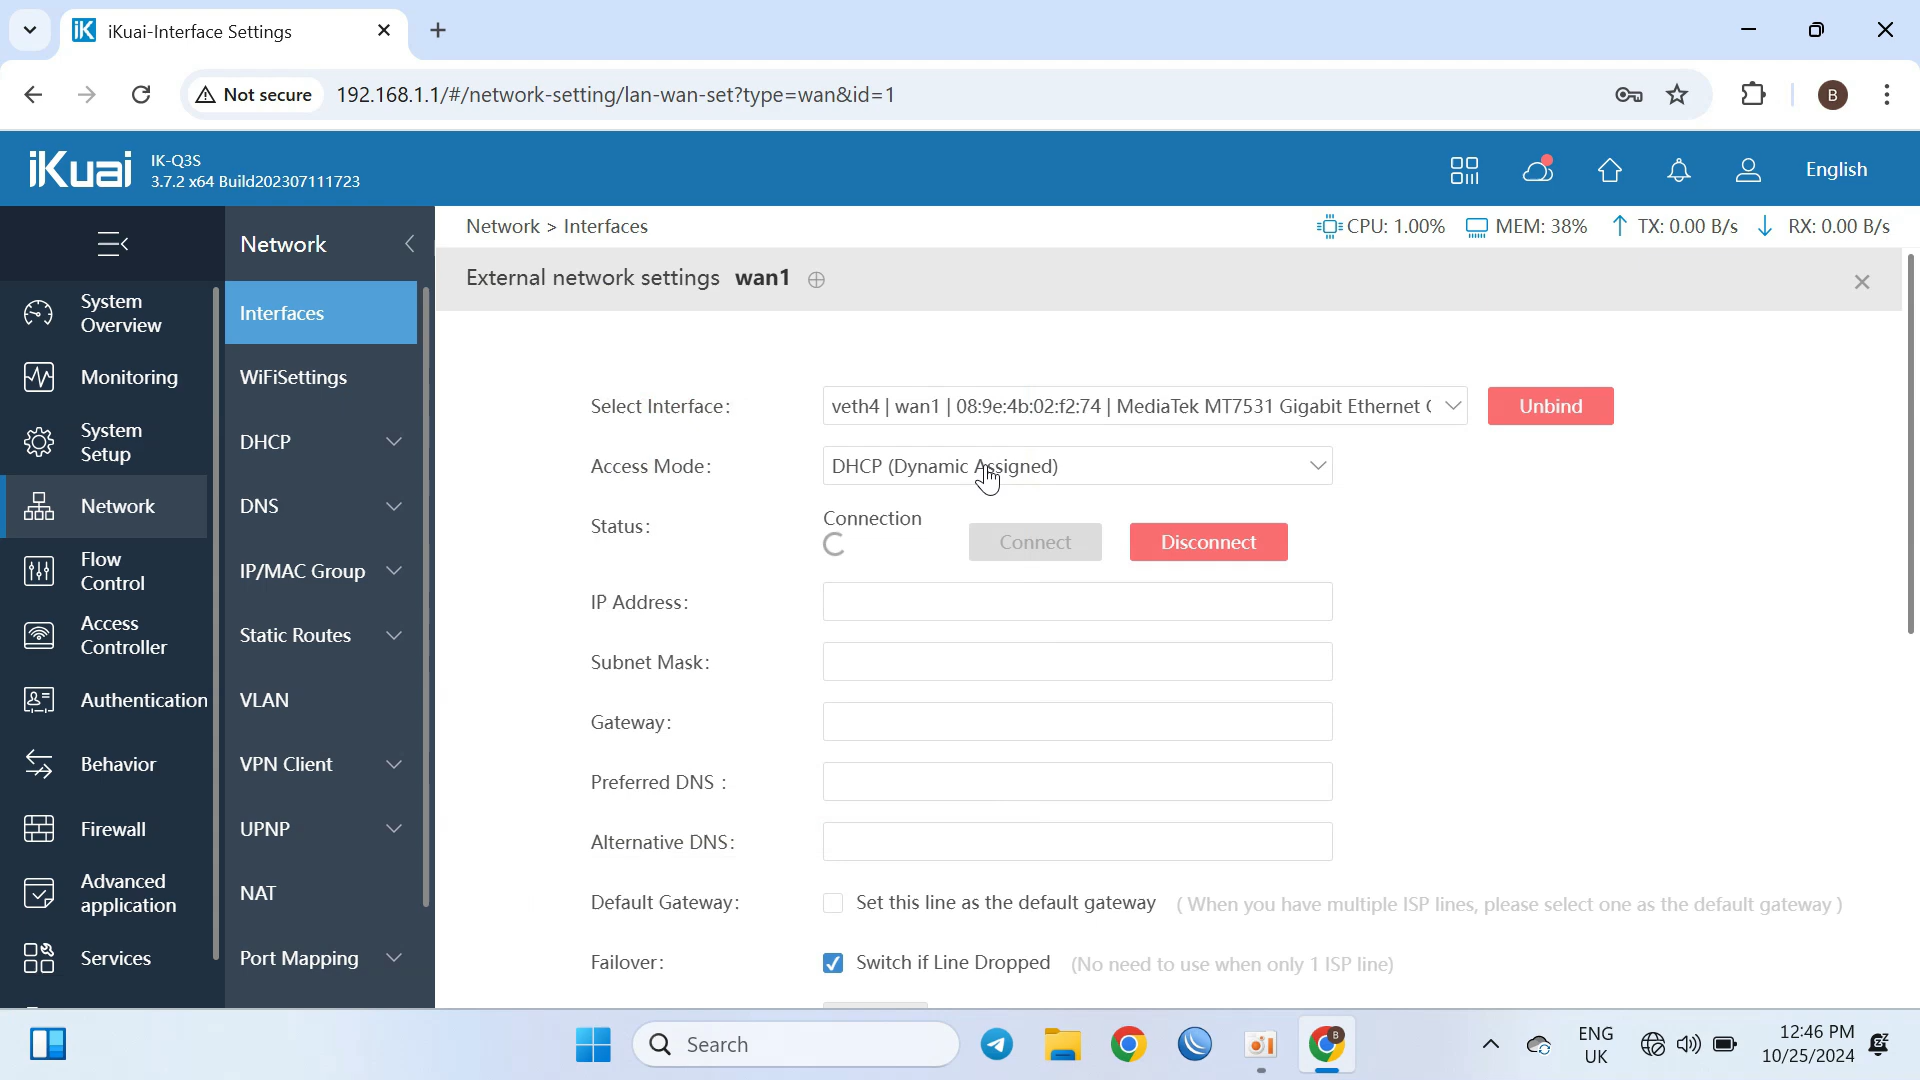 iKuai-Interface Settings
Not secure
192.168.1.1/#/network-setting/lan-wan-set?type=wan&id=1
B
iKuai
IK-Q3S
3.7.2 x64 Build202307111723
English
Network > Interfaces
CPU: 1.00%
MEM: 38%
TX: 0.00 B/s
RX: 0.00 B/s
System Overview
Monitoring
System Setup
Network
Flow Control
Access Controller
Authentication
Behavior
Firewall
Advanced application
Services
Network
Interfaces
WiFiSettings
DHCP
DNS
IP/MAC Group
Static Routes
VLAN
VPN Client
UPNP
NAT
Port Mapping
External network settings wan1
Select Interface:
veth4 | wan1 | 08:9e:4b:02:f2:74 | MediaTek MT7531 Gigabit Ethernet
Unbind
Access Mode:
DHCP (Dynamic Assigned)
Status:
Connection
Connect
Disconnect
IP Address:
Subnet Mask:
Gateway:
Preferred DNS :
Alternative DNS:
Default Gateway:
Set this line as the default gateway
( When you have multiple ISP lines, please select one as the default gateway )
Failover:
Switch if Line Dropped
(No need to use when only 1 ISP line)
Search
ENG
UK
12:46 PM
10/25/2024